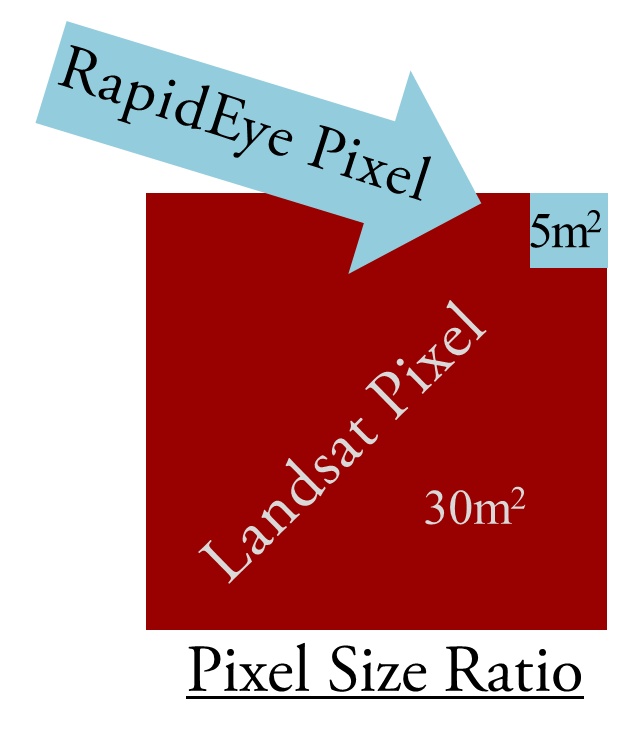 RapidEye Pixel
5m²
Landsat Pixel
30m²
Pixel Size Ratio